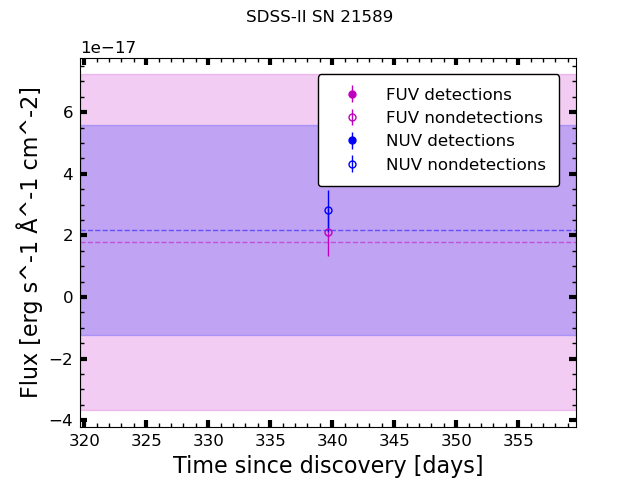 SDSS-II SN 21589
1e−17
FUV detections
FUV nondetections
NUV detections
NUV nondetections
6
4
2
0
−2
−4
Flux [erg s^-1 Å^-1 cm^-2]
320 325 330 335 340 345 350 355
Time since discovery [days]